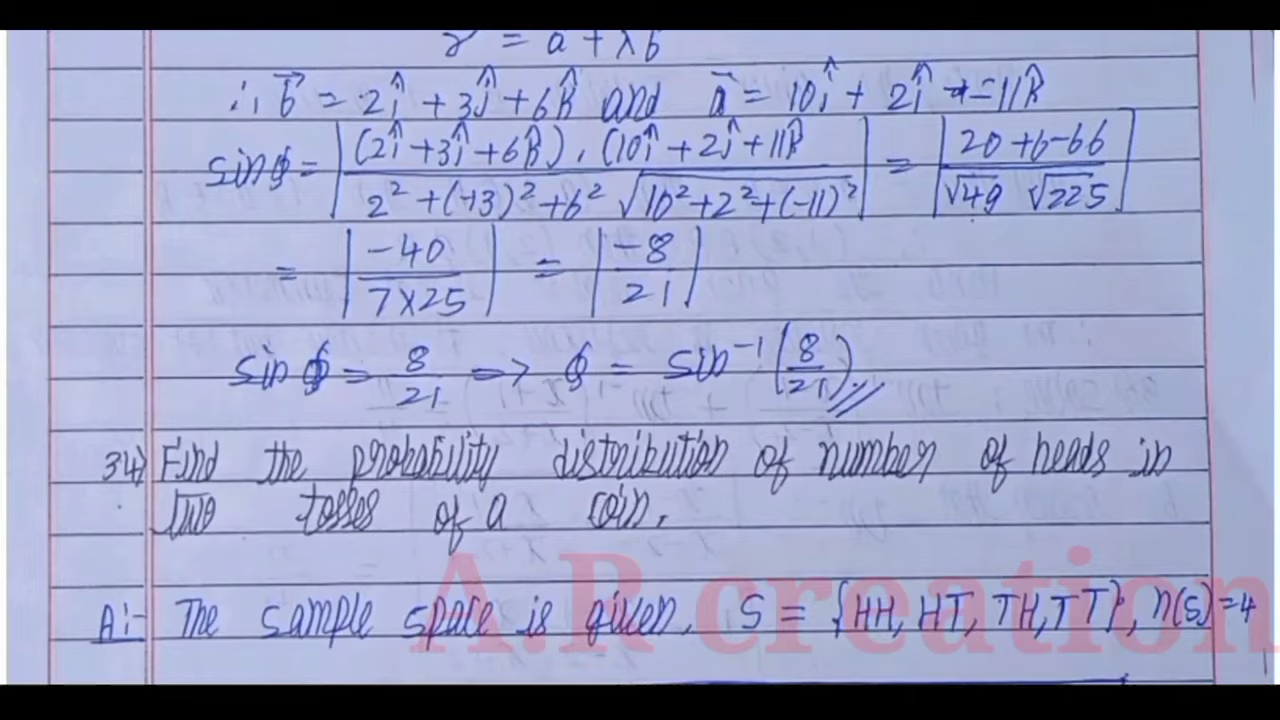 r = a + λb
∴ b⃗ = 2î + 3ĵ + 6k̂ and a⃗ = 10î + 2ĵ - 11k̂
sinϕ = |(2î + 3ĵ + 6k̂) . (10î + 2ĵ + 11k̂ / 2² + (+3)² + 6² √10² + 2² + (-11)²| = |20 + 6 - 66 / √49 √225|
= |-40 / 7×25| = |-8 / 21|
sin ϕ = 8/21 => ϕ = sin⁻¹ (8/21) //
34) Find the probability distribution of number of heads in
two tosses of a coin.
A.R creation
A:- The sample space is given. S = {HH, HT, TH, TT}, n(S) = 4